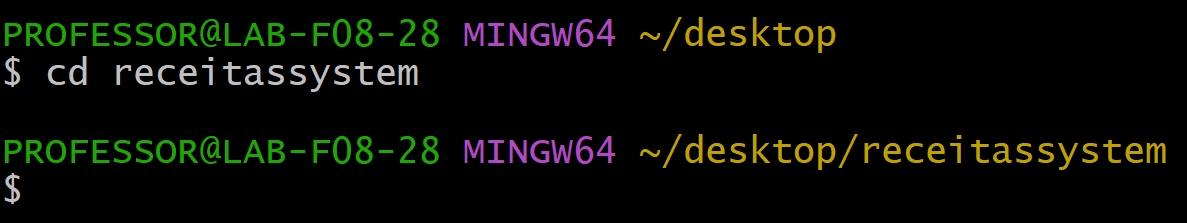 PROFESSOR@LAB-F08-28 MINGW64 ~/desktop
$ cd receitassystem
PROFESSOR@LAB-F08-28 MINGW64 ~/desktop/receitassystem
$